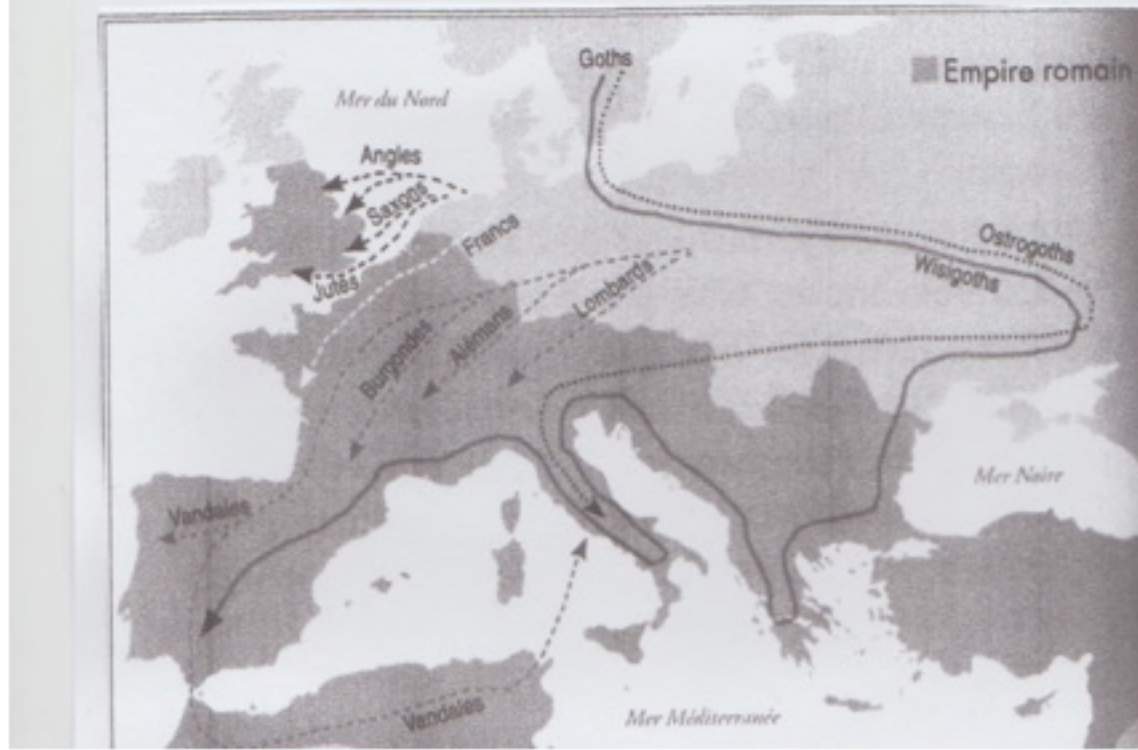 Goths
Empire romain
Mer du Nord
Angles
Saxons
Francs
Jutes
Ostrogoths
Wisigoths
Lombards
Alémans
Burgondes
Mer Noire
Vandales
Vandales
Mer Méditerranée